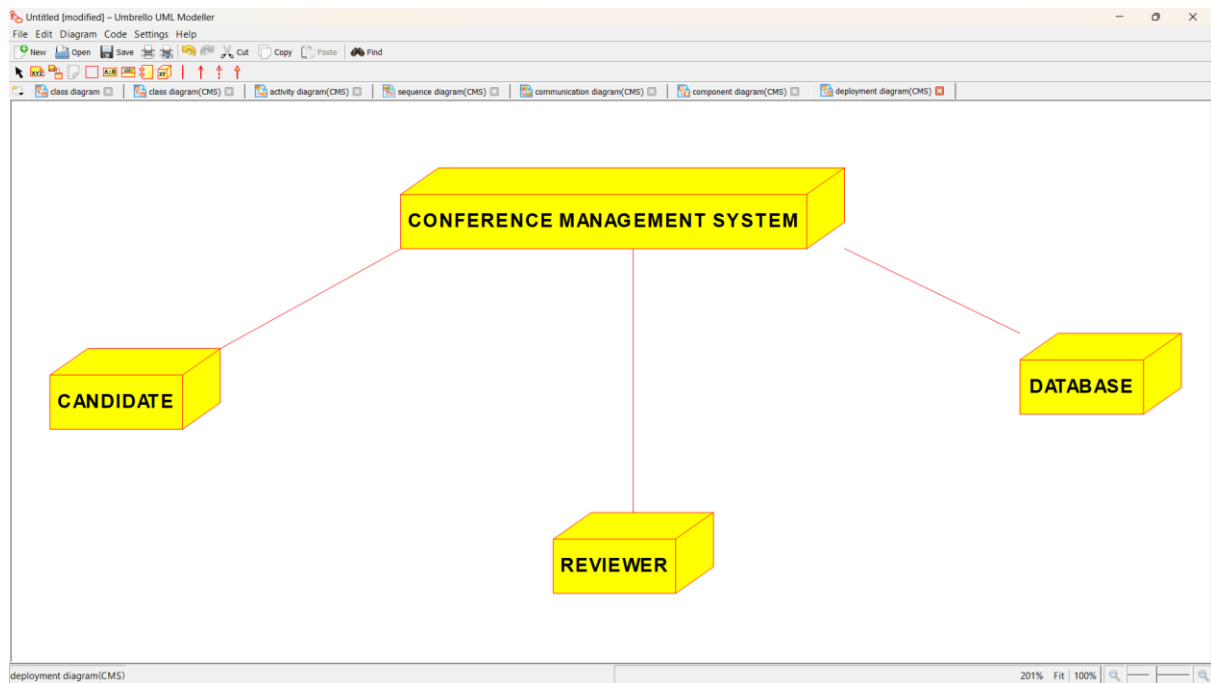 Untitled [modified] – Umbrello UML Modeller
File Edit Diagram Code Settings Help
New Open Save Cut Copy Paste Find
class diagram class diagram(CMS) activity diagram(CMS) sequence diagram(CMS) communication diagram(CMS) component diagram(CMS) deployment diagram(CMS)
CONFERENCE MANAGEMENT SYSTEM
CANDIDATE
DATABASE
REVIEWER
deployment diagram(CMS) 201% Fit 100%